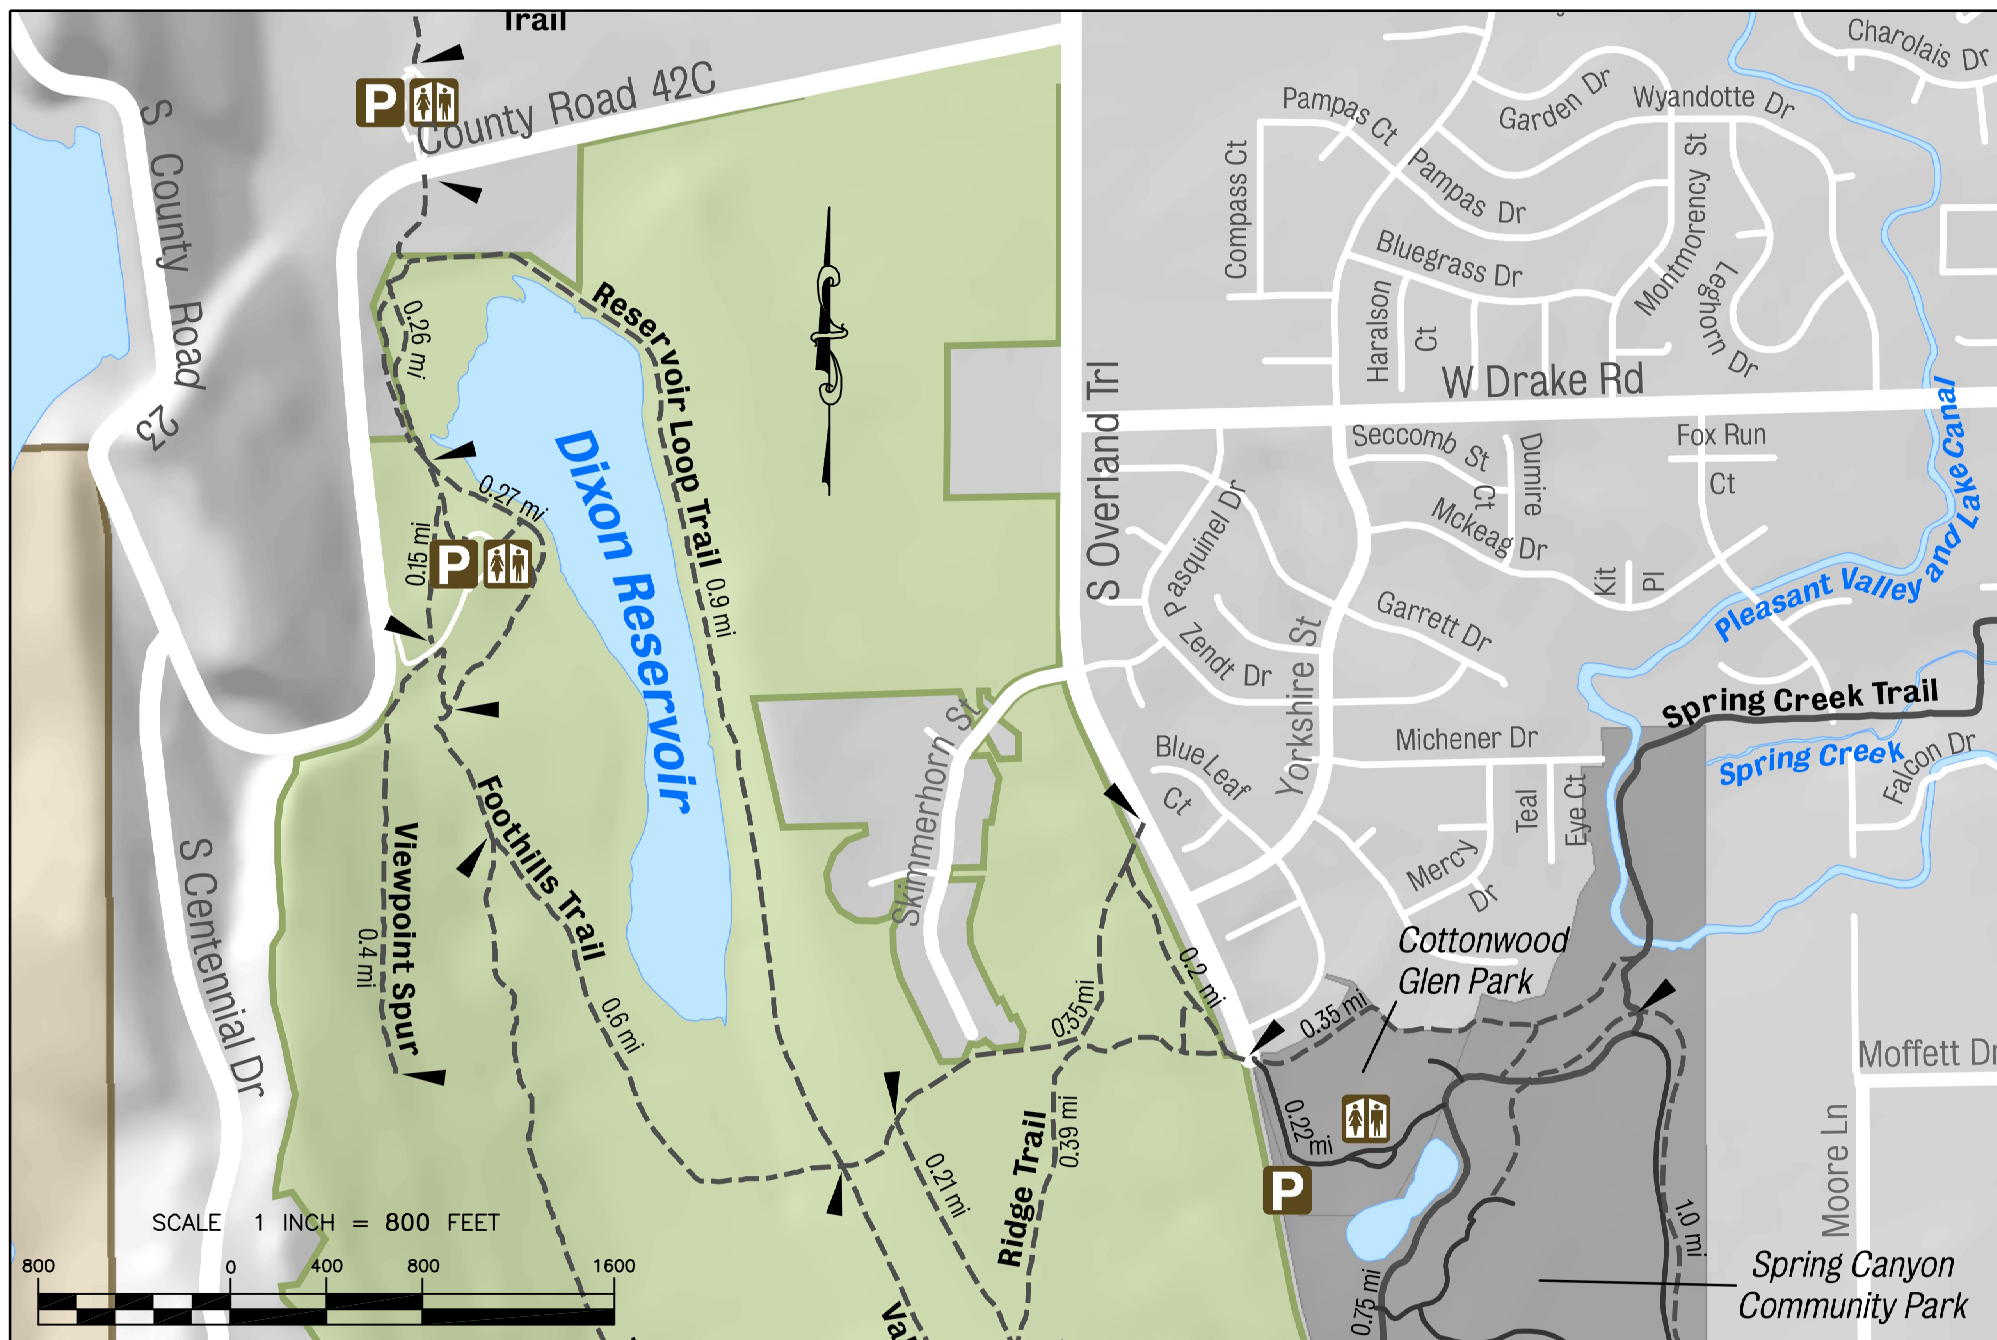 Trail
Charolais Dr
P
County Road 42C
S County Road 23
Pampas Ct
Garden Dr
Wyandotte Dr
Compass Ct
Pampas Dr
Montmorency St
Bluegrass Dr
Leghorn Dr
Haralson
Ct
0.26 mi
Reservoir Loop Trail 0.9 mi
W Drake Rd
S Overland Trl
Seccomb St
Dumire
Ct
Fox Run
Ct
Pleasant Valley and Lake Canal
Mckeag Dr
Pasquinel Dr
0.27 mi
0.15 mi
P
Dixon Reservoir
Kit
Pl
Garrett Dr
Zendt Dr
Yorkshire St
Spring Creek Trail
Spring Creek
Falcon Dr
Michener Dr
Blue Leaf
Ct
Teal
Eye Ct
Mercy
Dr
Skimmerhorn St
Foothills Trail
Viewpoint Spur
0.4 mi
S Centennial Dr
0.6 mi
0.2 mi
0.35mi
0.35 mi
Cottonwood
Glen Park
Moffett Dr
Moore Ln
0.22mi
Ridge Trail
0.39 mi
0.21 mi
P
1.0 mi
0.75 mi
Spring Canyon
Community Park
Va
SCALE 1 INCH = 800 FEET
800 0 400 800 1600